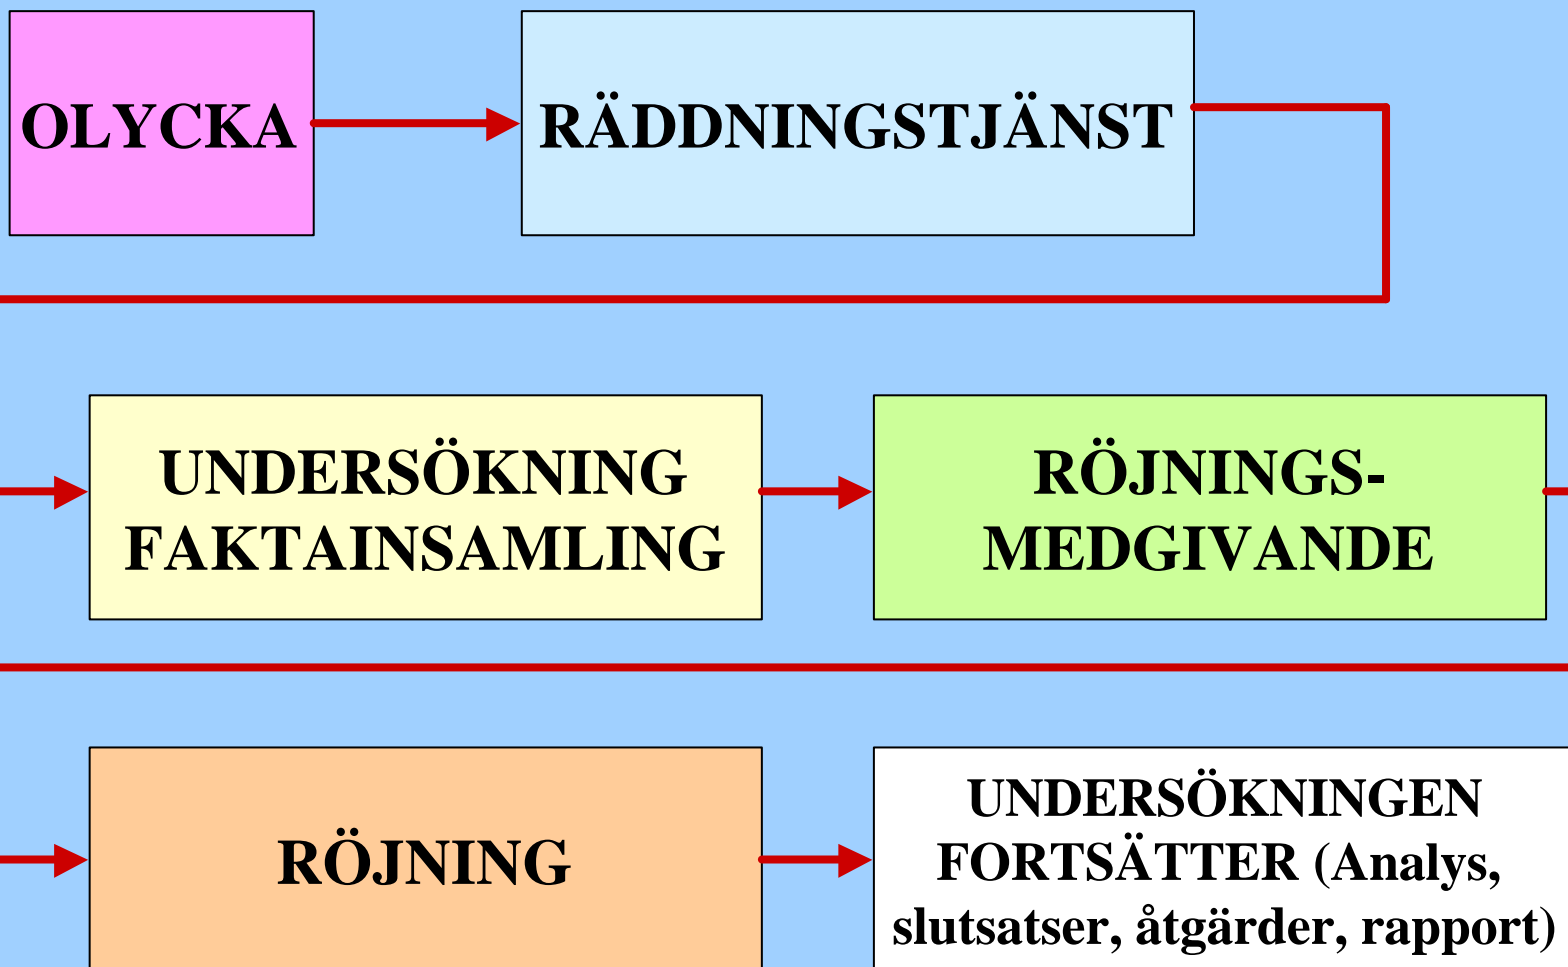 OLYCKA
RÄDDNINGSTJÄNST
UNDERSÖKNING
FAKTAINSAMLING
RÖJNINGS-
MEDGIVANDE
RÖJNING
UNDERSÖKNINGEN
FORTSÄTTER (Analys,
slutsatser, åtgärder, rapport)